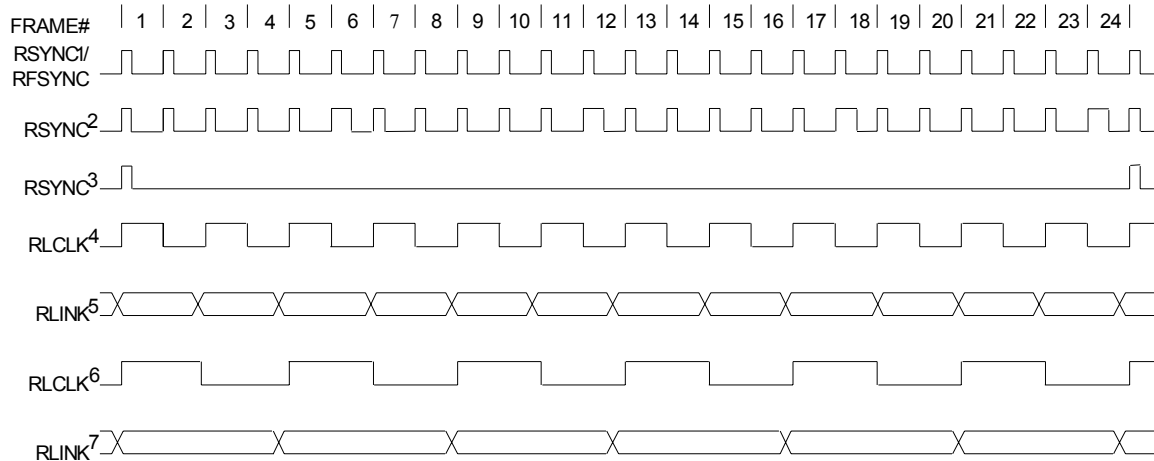 FRAME# 1 2 3 4 5 6 7 8 9 10 11 12 13 14 15 16 17 18 19 20 21 22 23 24
RSYNC1/
RFSYNC
RSYNC2
RSYNC3
RLCLK4
RLINK5
RLCLK6
RLINK7